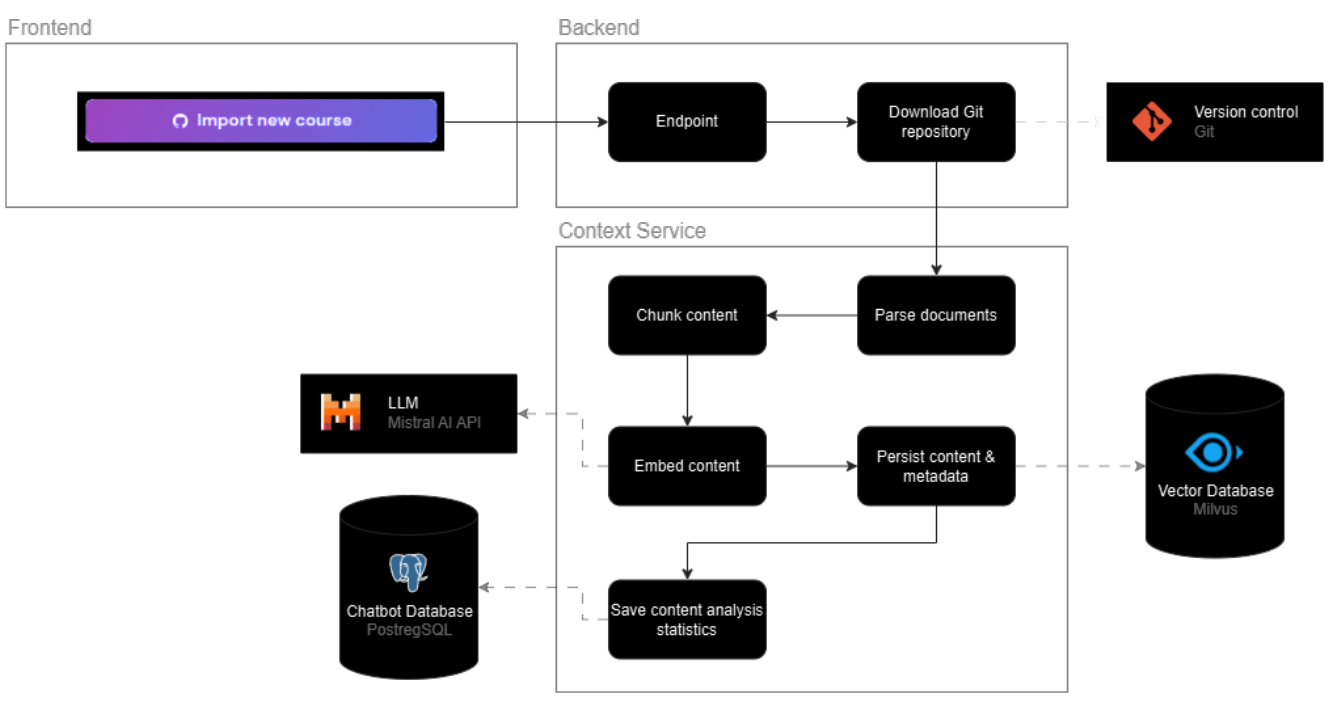 Frontend
Backend
Import new course
Endpoint
Download Git
repository
Version control
Git
Context Service
Chunk content
Parse documents
LLM
Mistral AI API
Embed content
Persist content &
metadata
Vector Database
Milvus
Chatbot Database
PostregSQL
Save content analysis
statistics